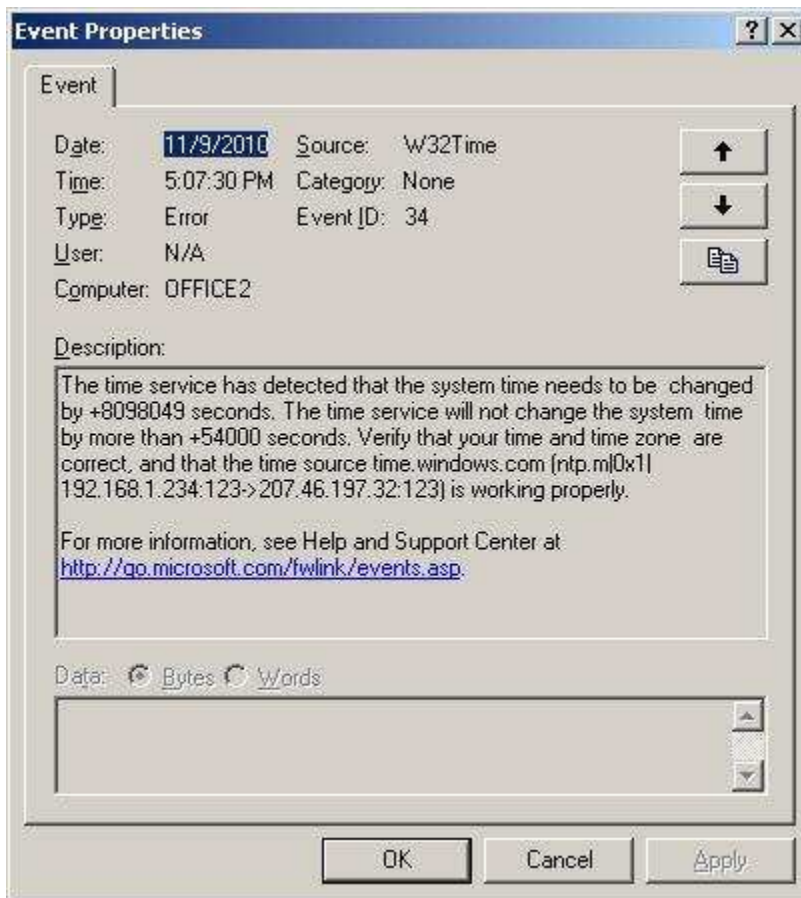 Event Properties
Event
Date: 11/9/2010 Source: W32Time
Time: 5:07:30 PM Category: None
Type: Error Event ID: 34
User: N/A
Computer: OFFICE2
Description:
The time service has detected that the system time needs to be changed
by +8098049 seconds. The time service will not change the system time
by more than +54000 seconds. Verify that your time and time zone are
correct, and that the time source time.windows.com (ntp.m|0x1|
192.168.1.234:123->207.46.197.32:123) is working properly.
For more information, see Help and Support Center at
http://go.microsoft.com/fwlink/events.asp.
Data: Bytes Words
OK Cancel Apply